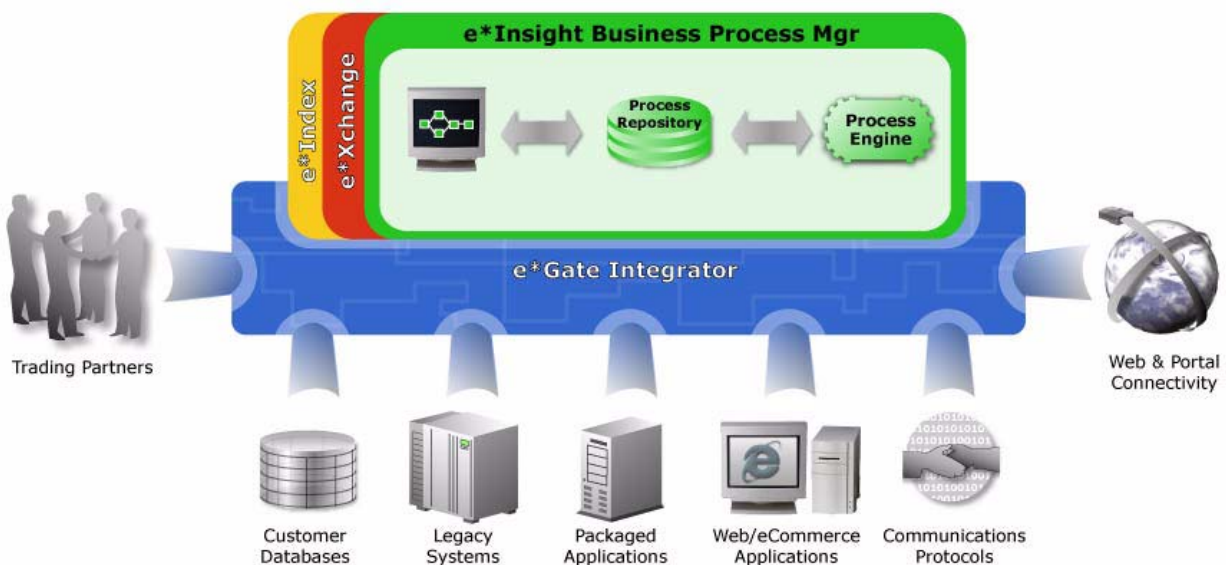 e*Insight Business Process Mgr
e*Index
e*Xchange
Process
Repository
Process
Engine
e*Gate Integrator
Trading Partners
Web & Portal
Connectivity
Customer
Databases
Legacy
Systems
Packaged
Applications
Web/eCommerce
Applications
Communications
Protocols